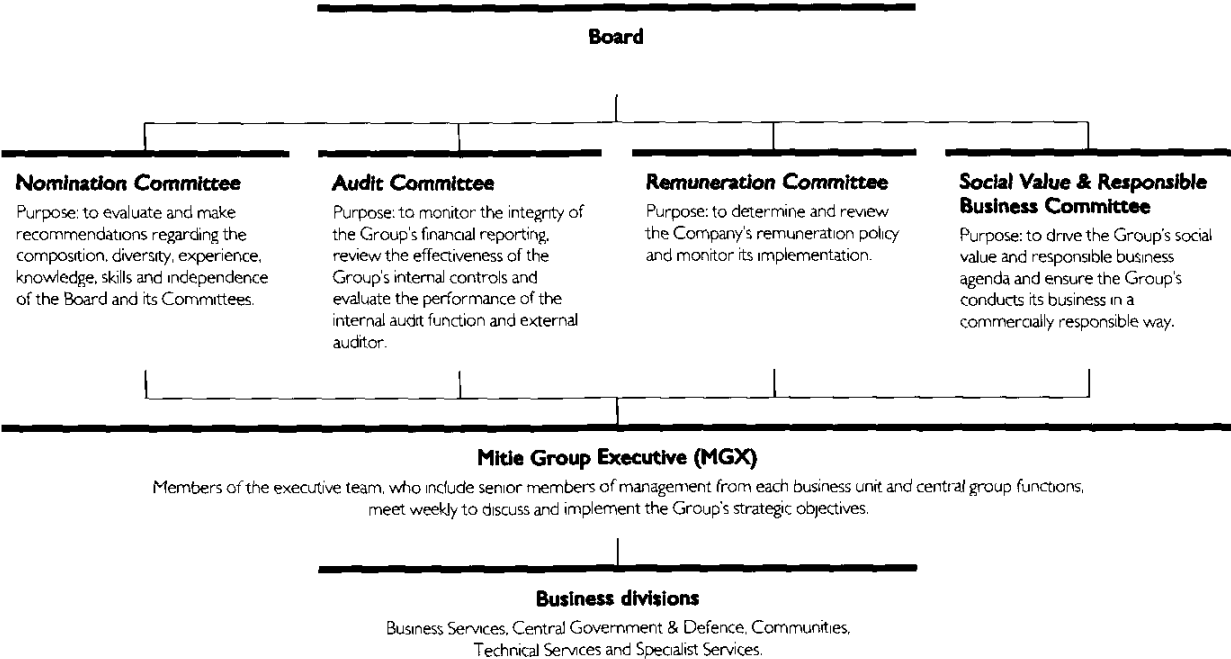 Board
Nomination Committee
Purpose: to evaluate and make
recommendations regarding the
composition, diversity, experience,
knowledge, skills and independence
of the Board and its Committees.
Audit Committee
Purpose: to monitor the integrity of
the Group's financial reporting,
review the effectiveness of the
Group's internal controls and
evaluate the performance of the
internal audit function and external
auditor.
Remuneration Committee
Purpose: to determine and review
the Company's remuneration policy
and monitor its implementation.
Social Value & Responsible
Business Committee
Purpose: to drive the Group's social
value and responsible business
agenda and ensure the Group's
conducts its business in a
commercially responsible way.
Mitie Group Executive (MGX)
Members of the executive team, who include senior members of management from each business unit and central group functions,
meet weekly to discuss and implement the Group's strategic objectives.
Business divisions
Business Services, Central Government & Defence, Communities,
Technical Services and Specialist Services.